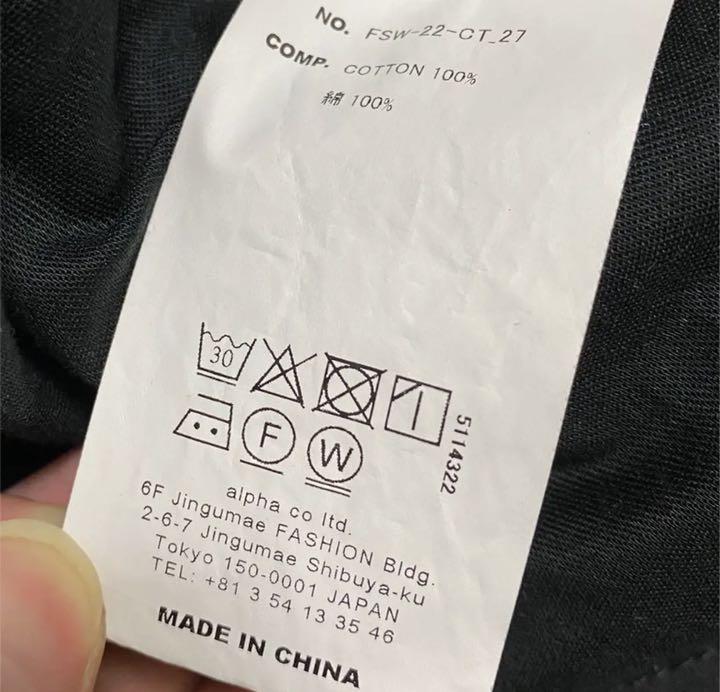 NO. FSW-22-CT_27
COMP. COTTON 100%
綿 100%
30
F W
5114322
alpha co ltd.
6F Jingumae FASHION Bldg.
2-6-7 Jingumae Shibuya-ku
Tokyo 150-0001 JAPAN
TEL: +81 3 54 13 35 46
MADE IN CHINA